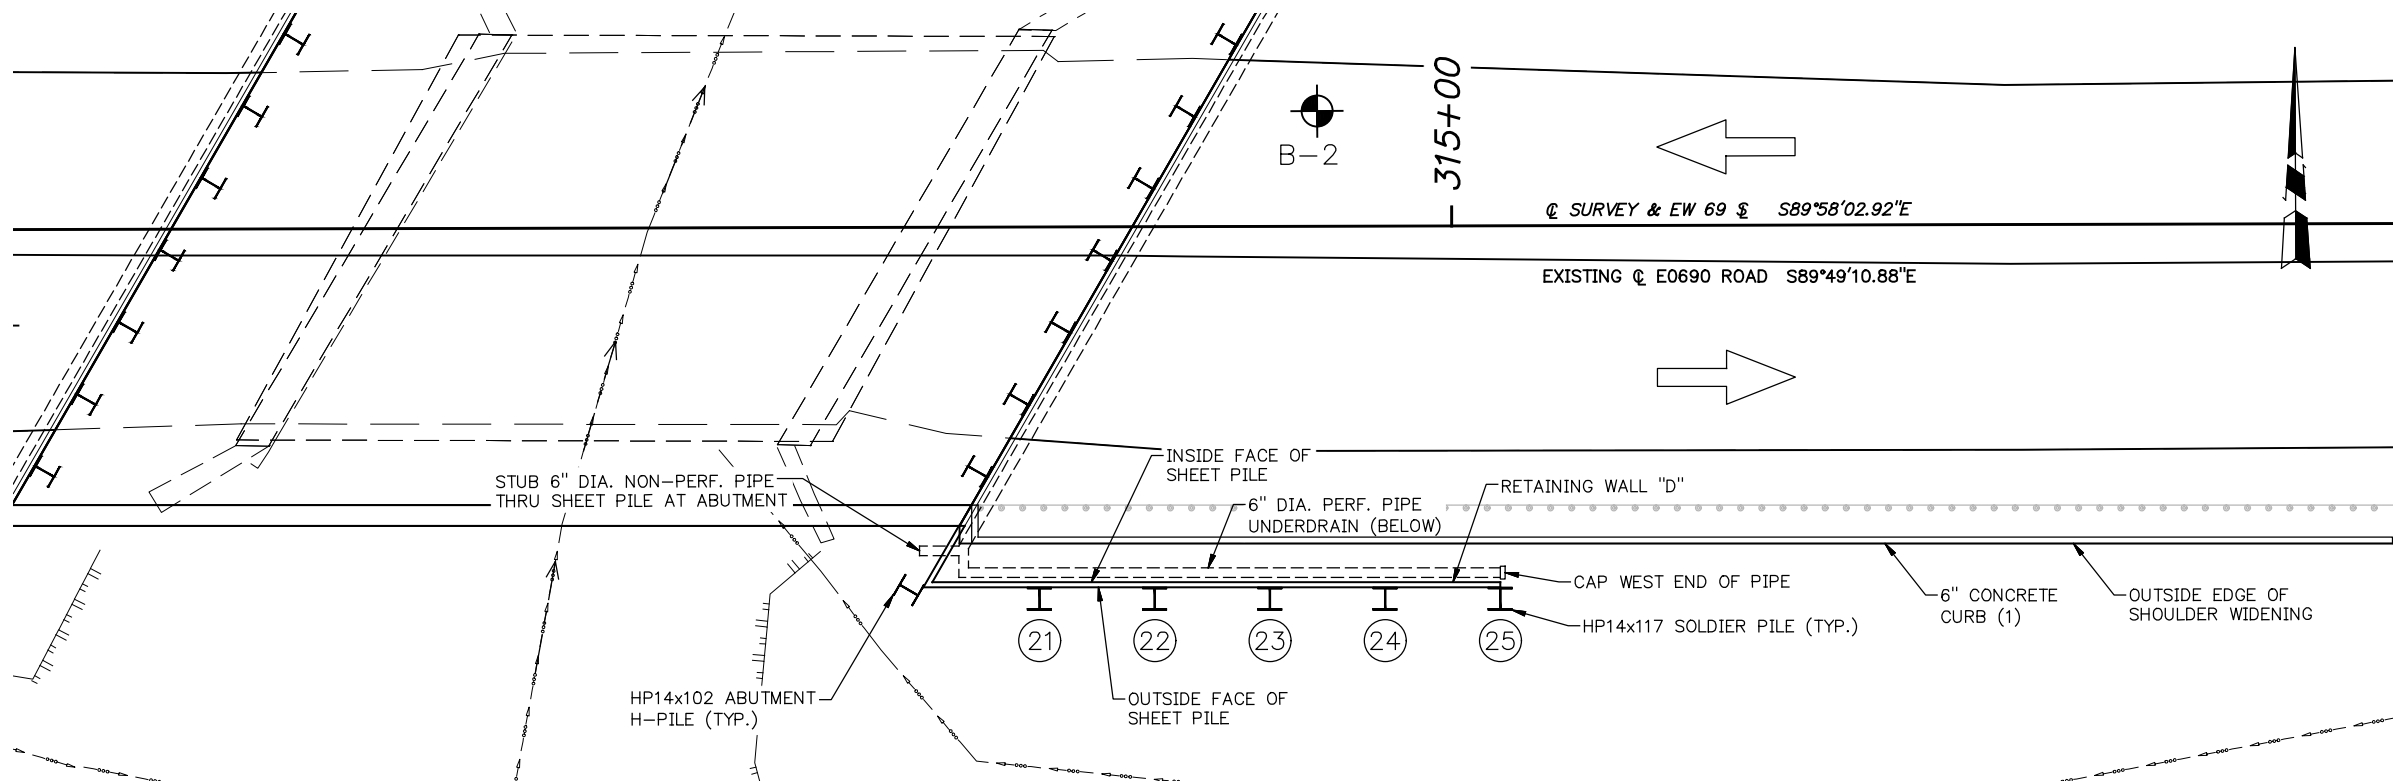 315+00
B-2
℄ SURVEY & EW 69 ⅊ S89°58'02.92"E
EXISTING ℄ E0690 ROAD S89°49'10.88"E
INSIDE FACE OF
SHEET PILE
STUB 6" DIA. NON-PERF. PIPE
THRU SHEET PILE AT ABUTMENT
RETAINING WALL "D"
6" DIA. PERF. PIPE
UNDERDRAIN (BELOW)
CAP WEST END OF PIPE
6" CONCRETE
CURB (1)
OUTSIDE EDGE OF
SHOULDER WIDENING
HP14x117 SOLDIER PILE (TYP.)
21 22 23 24 25
HP14x102 ABUTMENT
H-PILE (TYP.)
OUTSIDE FACE OF
SHEET PILE